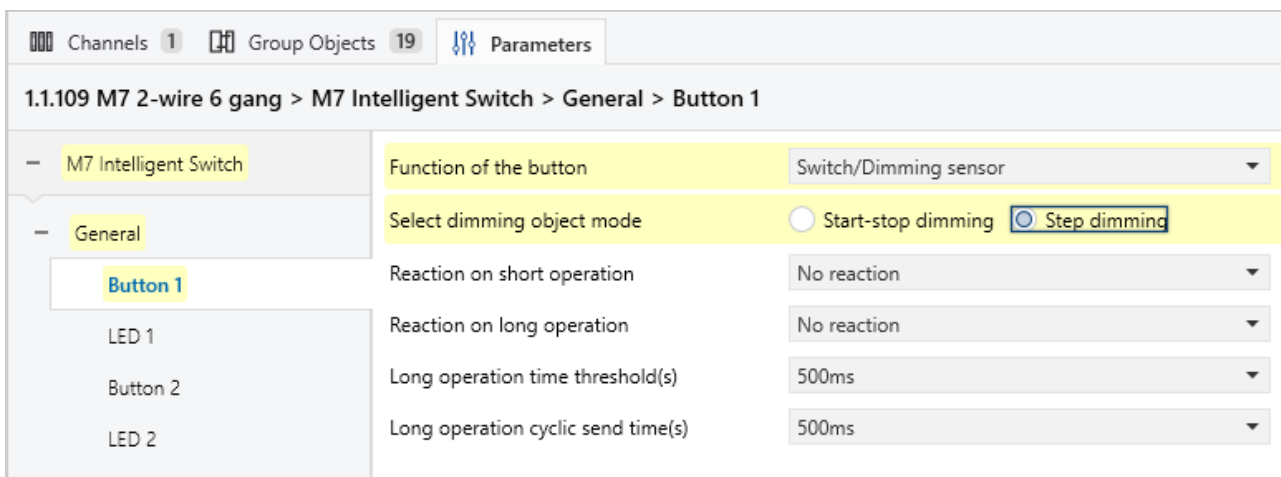 Channels 1 Group Objects 19 Parameters
1.1.109 M7 2-wire 6 gang > M7 Intelligent Switch > General > Button 1
M7 Intelligent Switch
General
Button 1
LED 1
Button 2
LED 2
Function of the button Switch/Dimming sensor
Select dimming object mode Start-stop dimming Step dimming
Reaction on short operation No reaction
Reaction on long operation No reaction
Long operation time threshold(s) 500ms
Long operation cyclic send time(s) 500ms